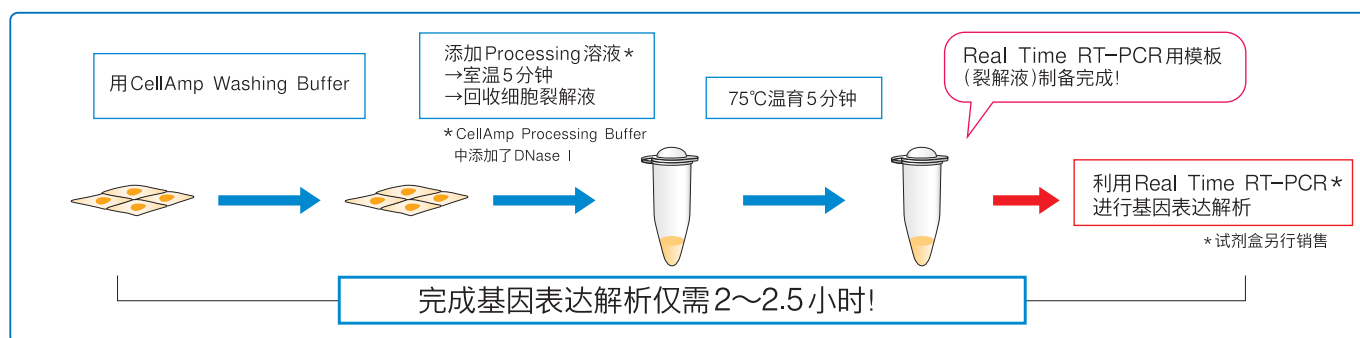 用CellAmp Washing Buffer
添加Processing溶液*
→室温5分钟
→回收细胞裂解液
*CellAmp Processing Buffer
中添加了DNase I
75℃温育5分钟
Real Time RT-PCR用模板
(裂解液)制备完成!
利用Real Time RT-PCR*
进行基因表达解析
*试剂盒另行销售
完成基因表达解析仅需2～2.5小时!